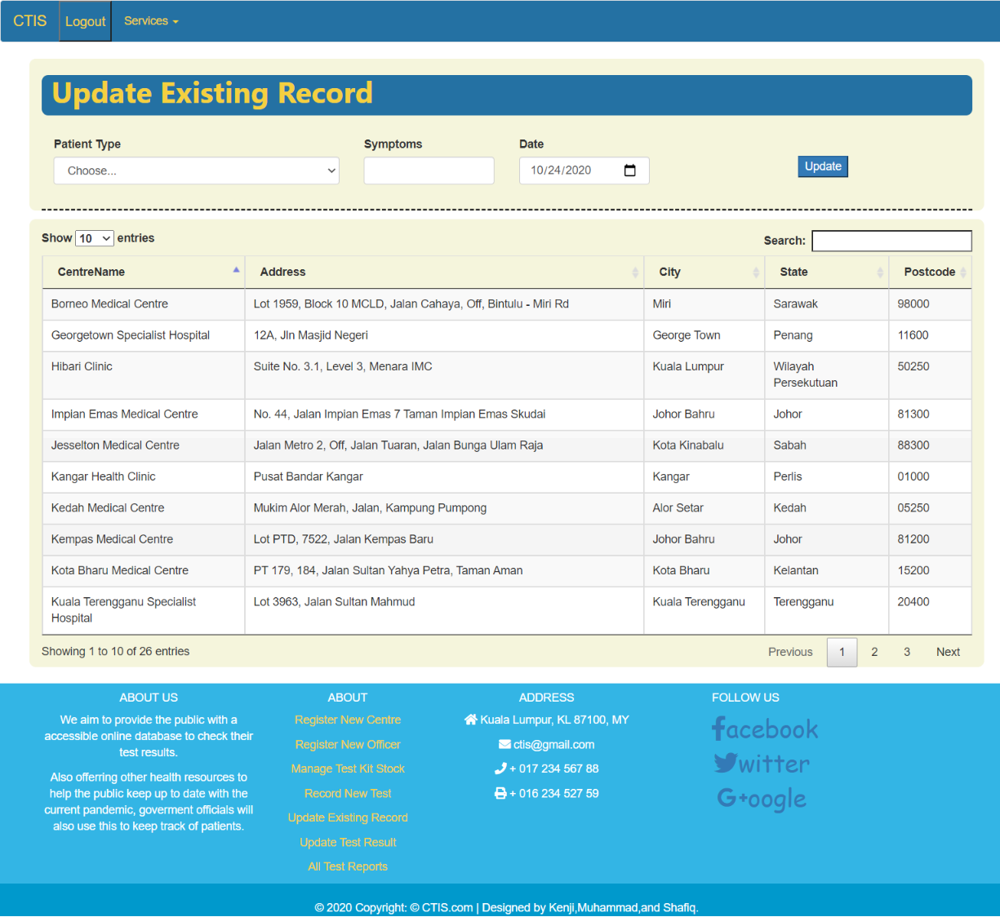 CTIS Logout Services
Update Existing Record
Patient Type Symptoms Date
Choose... 10/24/2020 Update
Show 10 entries Search:
CentreName Address City State Postcode
Borneo Medical Centre Lot 1959, Block 10 MCLD, Jalan Cahaya, Off, Bintulu - Miri Rd Miri Sarawak 98000
Georgetown Specialist Hospital 12A, Jln Masjid Negeri George Town Penang 11600
Hibari Clinic Suite No. 3.1, Level 3, Menara IMC Kuala Lumpur Wilayah 50250
Persekutuan
Impian Emas Medical Centre No. 44, Jalan Impian Emas 7 Taman Impian Emas Skudai Johor Bahru Johor 81300
Jesselton Medical Centre Jalan Metro 2, Off, Jalan Tuaran, Jalan Bunga Ulam Raja Kota Kinabalu Sabah 88300
Kangar Health Clinic Pusat Bandar Kangar Kangar Perlis 01000
Kedah Medical Centre Mukim Alor Merah, Jalan, Kampung Pumpong Alor Setar Kedah 05250
Kempas Medical Centre Lot PTD, 7522, Jalan Kempas Baru Johor Bahru Johor 81200
Kota Bharu Medical Centre PT 179, 184, Jalan Sultan Yahya Petra, Taman Aman Kota Bharu Kelantan 15200
Kuala Terengganu Specialist Lot 3963, Jalan Sultan Mahmud Kuala Terengganu Terengganu 20400
Hospital
Showing 1 to 10 of 26 entries Previous 1 2 3 Next
ABOUT US
We aim to provide the public with a
accessible online database to check their
test results.
Also offerring other health resources to
help the public keep up to date with the
current pandemic, goverment officials will
also use this to keep track of patients.
ABOUT
Register New Centre
Register New Officer
Manage Test Kit Stock
Record New Test
Update Existing Record
Update Test Result
All Test Reports
ADDRESS
Kuala Lumpur, KL 87100, MY
ctis@gmail.com
+ 017 234 567 88
+ 016 234 527 59
FOLLOW US
facebook
witter
G+oogle
© 2020 Copyright: © CTIS.com | Designed by Kenji,Muhammad,and Shafiq.